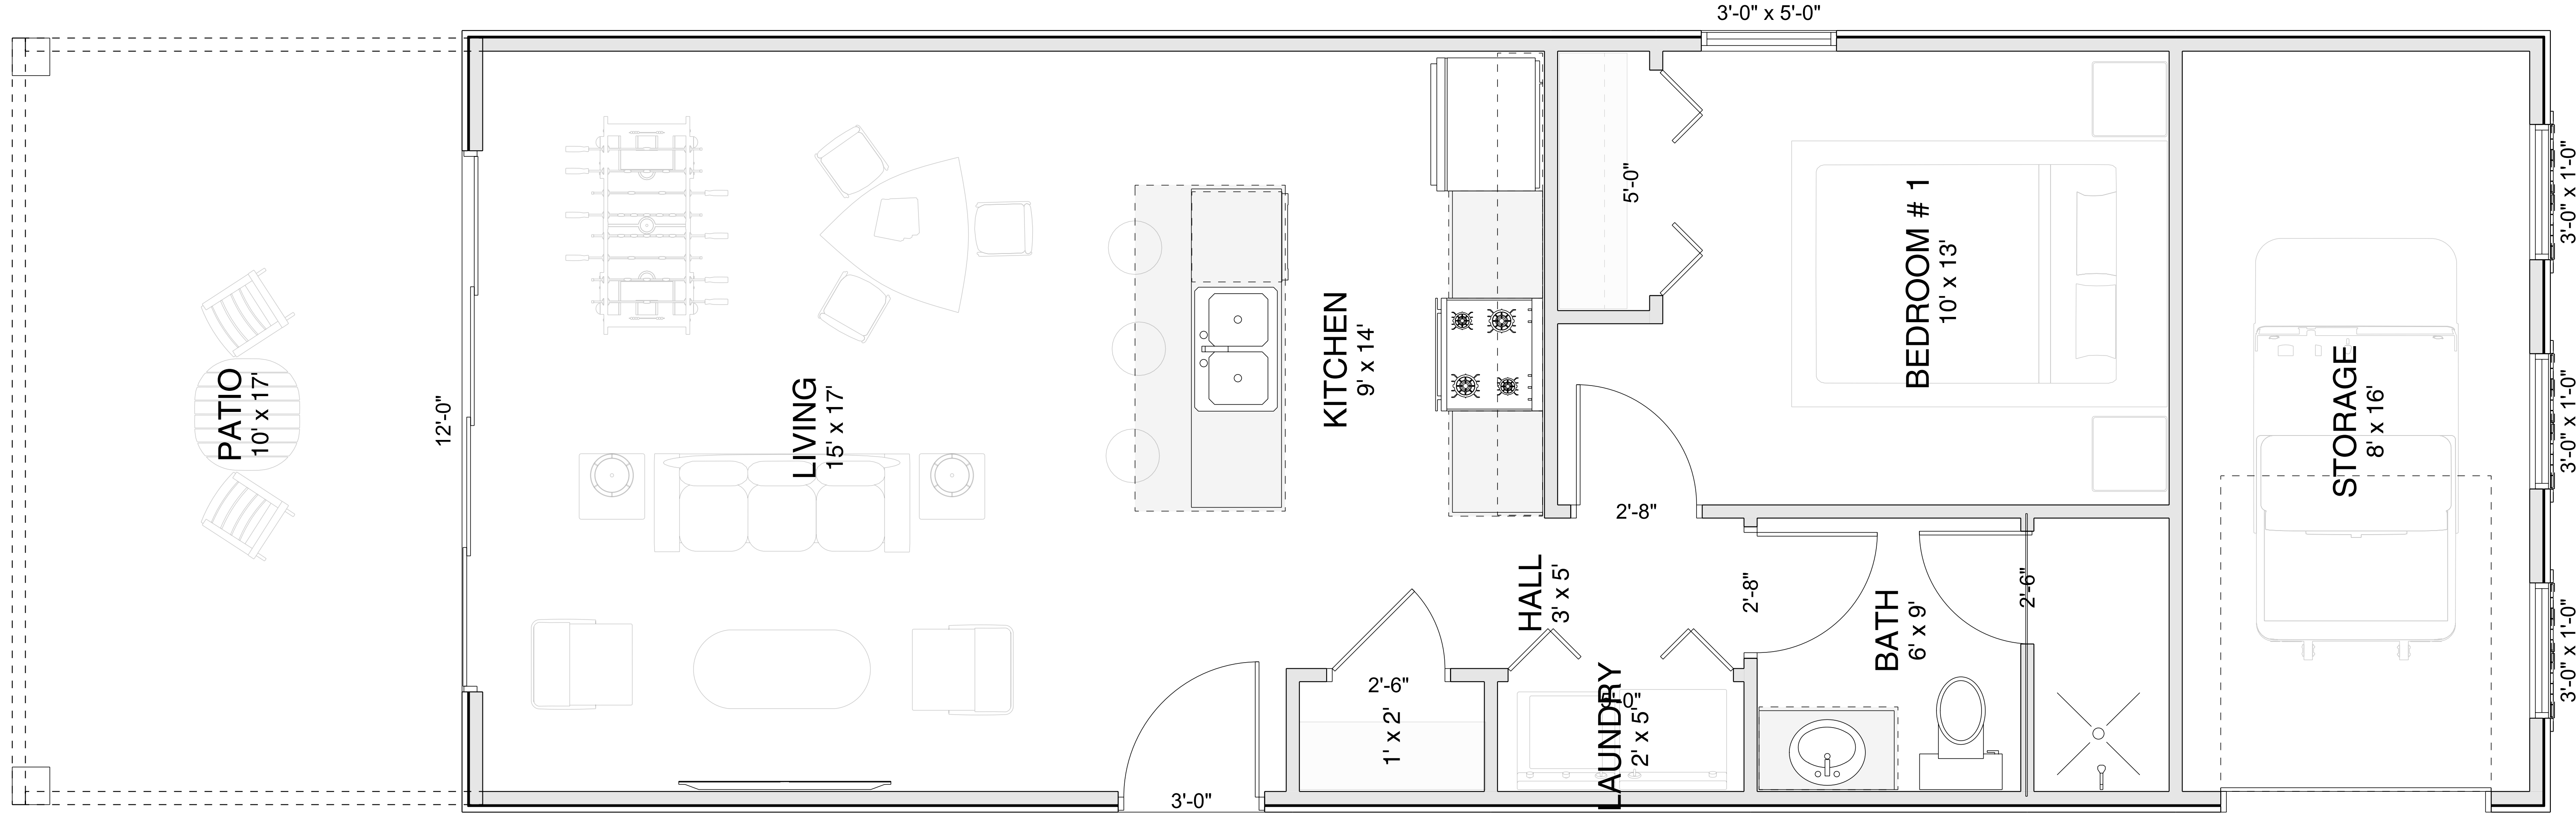 3'-0" x 5'-0"
PATIO
10' x 17'
12'-0"
LIVING
15' x 17'
KITCHEN
9' x 14'
5'-0"
BEDROOM # 1
10' x 13'
STORAGE
8' x 16'
3'-0" x 1'-0"
3'-0" x 1'-0"
3'-0" x 1'-0"
2'-8"
HALL
3' x 5'
2'-8"
BATH
6' x 9'
2'-6"
2'-6"
1' x 2'
LAUNDRY
2' x 5'
3'-0"